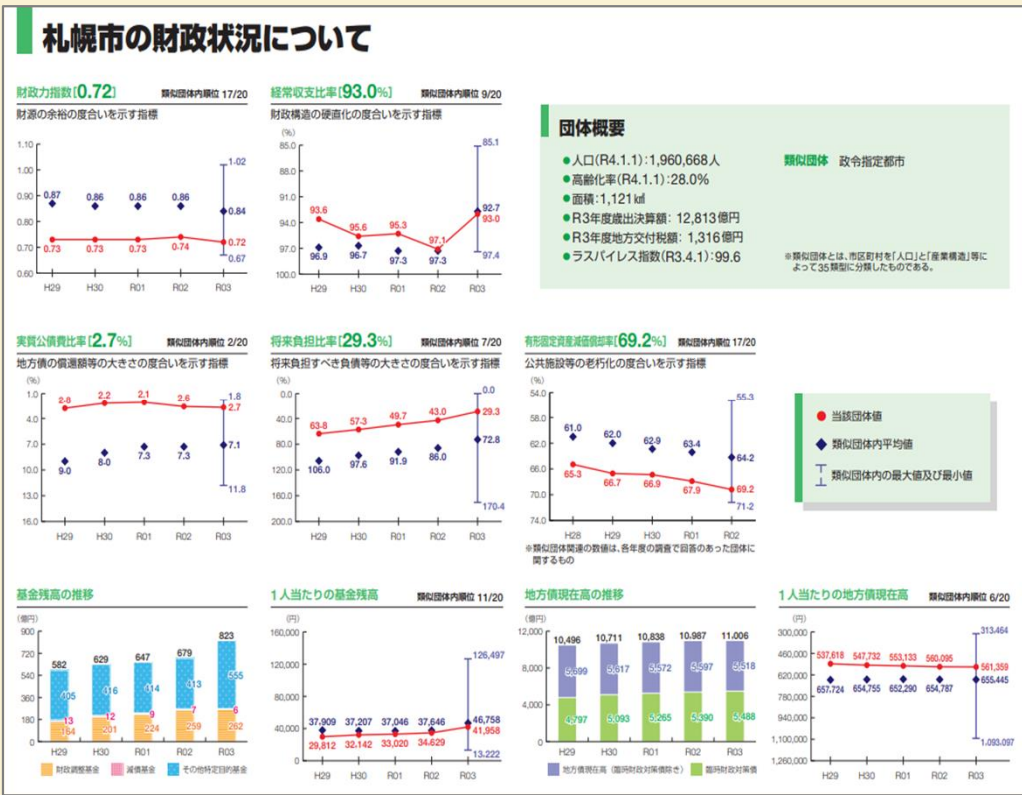 札幌市の財政状況について
財政力指数[0.72] 類似団体内順位 17/20
財源の余裕の度合いを示す指標
1.10
1.00
0.90
0.80
0.70
0.60
0.87 0.86 0.86 0.86 0.84
0.73 0.73 0.73 0.74 0.72
1.02
0.67
H29 H30 R01 R02 R03
経常収支比率[93.0%] 類似団体内順位 9/20
財政構造の硬直化の度合いを示す指標
(%)
85.0
88.0
91.0
94.0
97.0
100.0
93.6 95.6 95.3 97.1 93.0
96.9 96.7 97.3 97.3 92.7
85.1
97.4
H29 H30 R01 R02 R03
団体概要
●人口(R4.1.1):1,960,668人
●高齢化率(R4.1.1):28.0%
●面積:1,121㎢
●R3年度歳出決算額: 12,813億円
●R3年度地方交付税額: 1,316億円
●ラスパイレス指数(R3.4.1):99.6
類似団体 政令指定都市
※類似団体とは、市区町村を「人口」と「産業構造」等に
よって35類型に分類したものである。
実質公債費比率[2.7%] 類似団体内順位 2/20
地方債の償還額等の大きさの度合いを示す指標
(%)
1.0
4.0
7.0
10.0
13.0
16.0
2.8 2.2 2.1 2.6 2.7
9.0 8.0 7.3 7.3 7.1
1.8
11.8
H29 H30 R01 R02 R03
将来負担比率[29.3%] 類似団体内順位 7/20
将来負担すべき負債等の大きさの度合いを示す指標
(%)
0.0
40.0
80.0
120.0
160.0
200.0
63.8 57.3 49.7 43.0 29.3
106.0 97.6 91.9 86.0 72.8
0.0
170.4
H29 H30 R01 R02 R03
有形固定資産減価償却率[69.2%] 類似団体内順位 17/20
公共施設等の老朽化の度合いを示す指標
(%)
54.0
58.0
62.0
66.0
70.0
74.0
61.0 62.0 62.9 63.4 64.2
65.3 66.7 66.9 67.9 69.2
55.3
71.2
H28 H29 H30 R01 R02
※類似団体関連の数値は、各年度の調査で回答のあった団体に
関するもの
当該団体値
類似団体内平均値
類似団体内の最大値及び最小値
基金残高の推移
(億円)
900
720
540
360
180
0
582 629 647 679 823
405 416 414 413 555
13 12 9 7 6
164 201 224 259 262
H29 H30 R01 R02 R03
財政調整基金 減債基金 その他特定目的基金
1人当たりの基金残高 類似団体内順位 11/20
(円)
160,000
120,000
80,000
40,000
0
37,909 37,207 37,046 37,646 46,758
29,812 32,142 33,020 34,629 41,958
126,497
13,222
H29 H30 R01 R02 R03
地方債現在高の推移
(億円)
12,000
8,000
4,000
0
10,496 10,711 10,838 10,987 11,006
5,699 5,617 5,572 5,597 5,518
4,797 5,093 5,265 5,390 5,488
H29 H30 R01 R02 R03
地方債現在高(臨時財政対策債除き) 臨時財政対策債
1人当たりの地方債現在高 類似団体内順位 6/20
(円)
300,000
460,000
620,000
780,000
940,000
1,100,000
1,260,000
537,618 547,732 553,133 560,095 561,359
657,724 654,755 652,290 654,787 655,445
313,464
1,093,097
H29 H30 R01 R02 R03